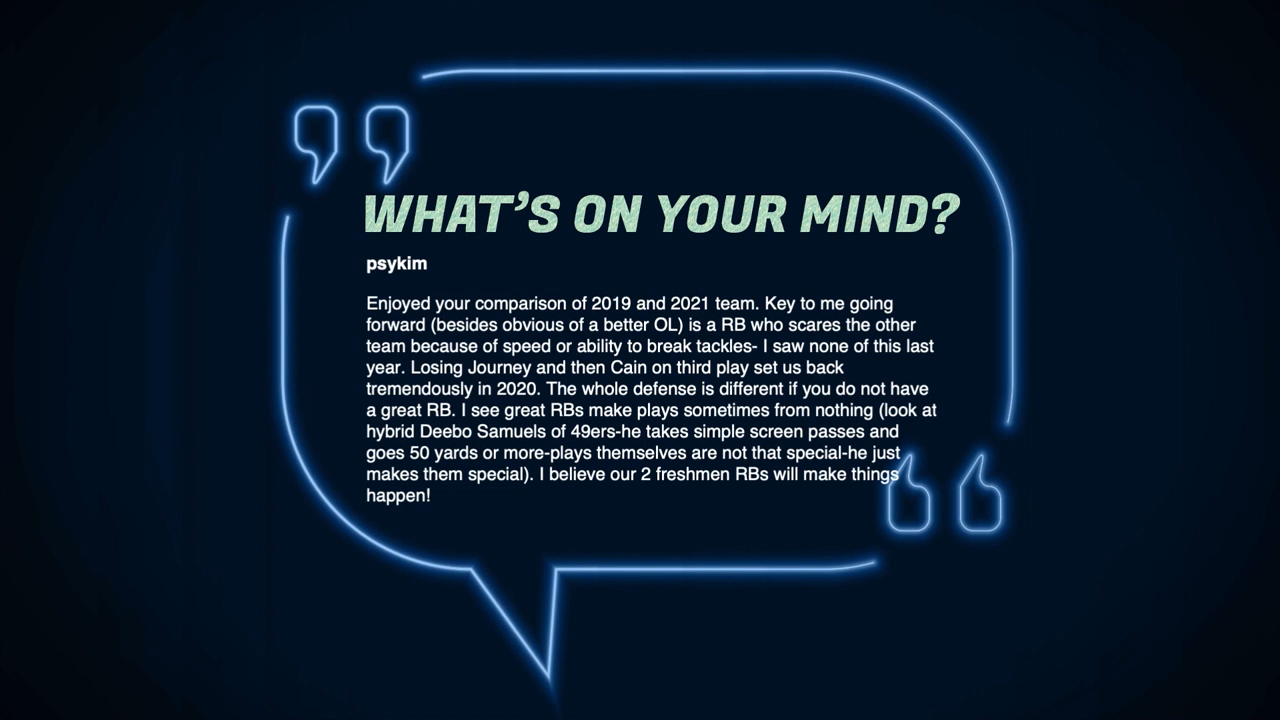 WHAT'S ON YOUR MIND?
psykim
Enjoyed your comparison of 2019 and 2021 team. Key to me going
forward (besides obvious of a better OL) is a RB who scares the other
team because of speed or ability to break tackles- I saw none of this last
year. Losing Journey and then Cain on third play set us back
tremendously in 2020. The whole defense is different if you do not have
a great RB. I see great RBs make plays sometimes from nothing (look at
hybrid Deebo Samuels of 49ers-he takes simple screen passes and
goes 50 yards or more-plays themselves are not that special-he just
makes them special). I believe our 2 freshmen RBs will make things
happen!